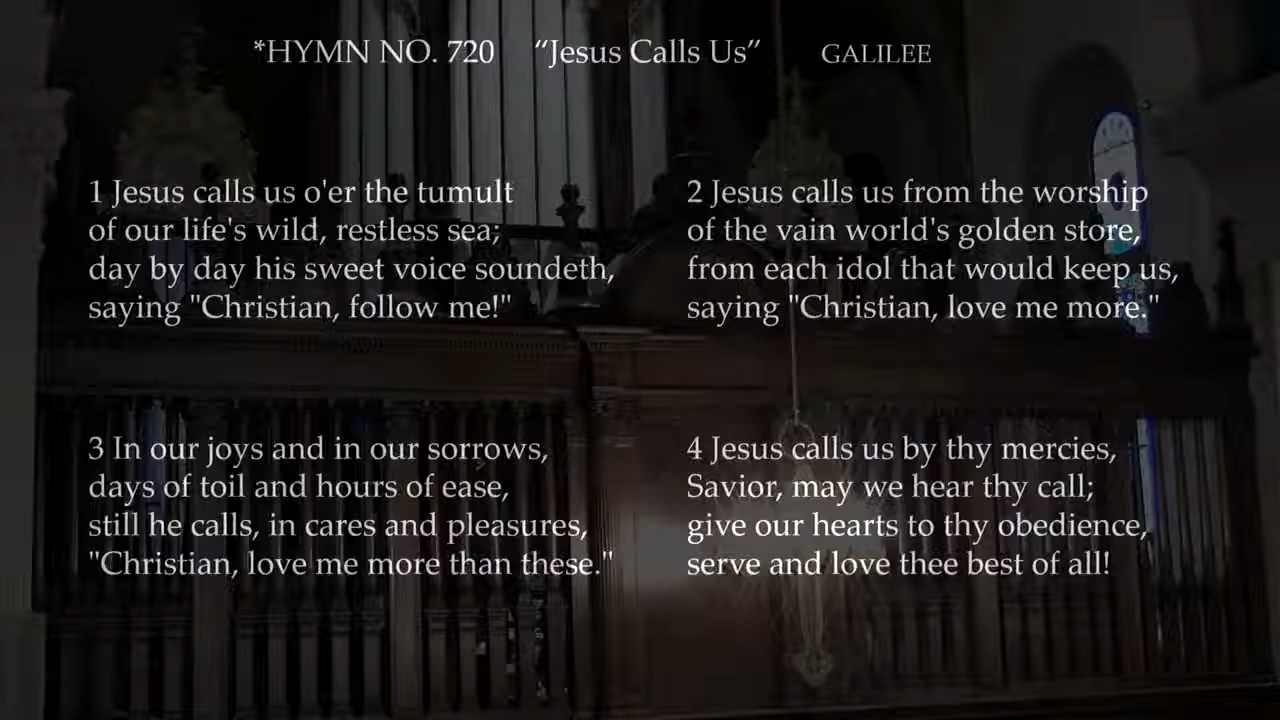 *HYMN NO. 720 “Jesus Calls Us” GALILEE
1 Jesus calls us o'er the tumult
of our life's wild, restless sea;
day by day his sweet voice soundeth,
saying "Christian, follow me!"
2 Jesus calls us from the worship
of the vain world's golden store,
from each idol that would keep us,
saying "Christian, love me more."
3 In our joys and in our sorrows,
days of toil and hours of ease,
still he calls, in cares and pleasures,
"Christian, love me more than these."
4 Jesus calls us by thy mercies,
Savior, may we hear thy call;
give our hearts to thy obedience,
serve and love thee best of all!